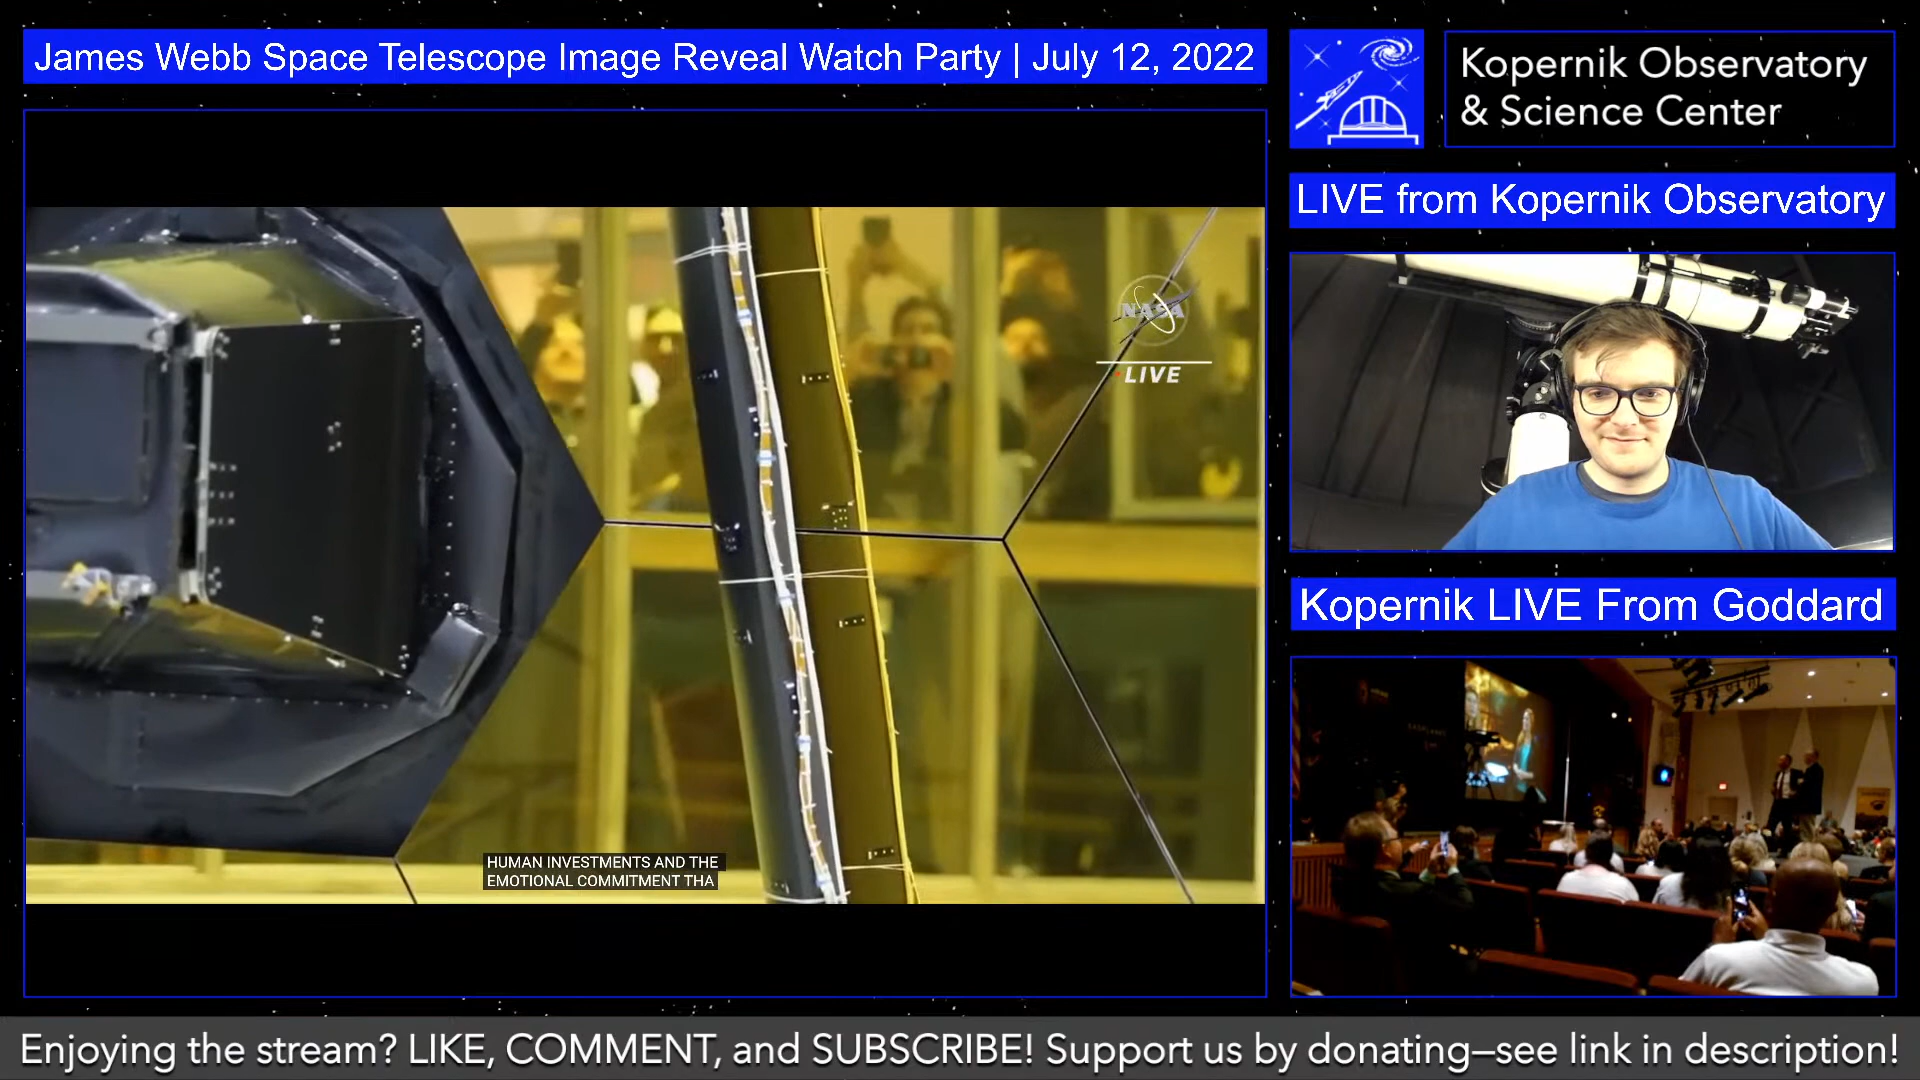 James Webb Space Telescope Image Reveal Watch Party | July 12, 2022
Kopernik Observatory
& Science Center
LIVE from Kopernik Observatory
NASA
LIVE
HUMAN INVESTMENTS AND THE
EMOTIONAL COMMITMENT THA
Kopernik LIVE From Goddard
Enjoying the stream? LIKE, COMMENT, and SUBSCRIBE! Support us by donating—see link in description!